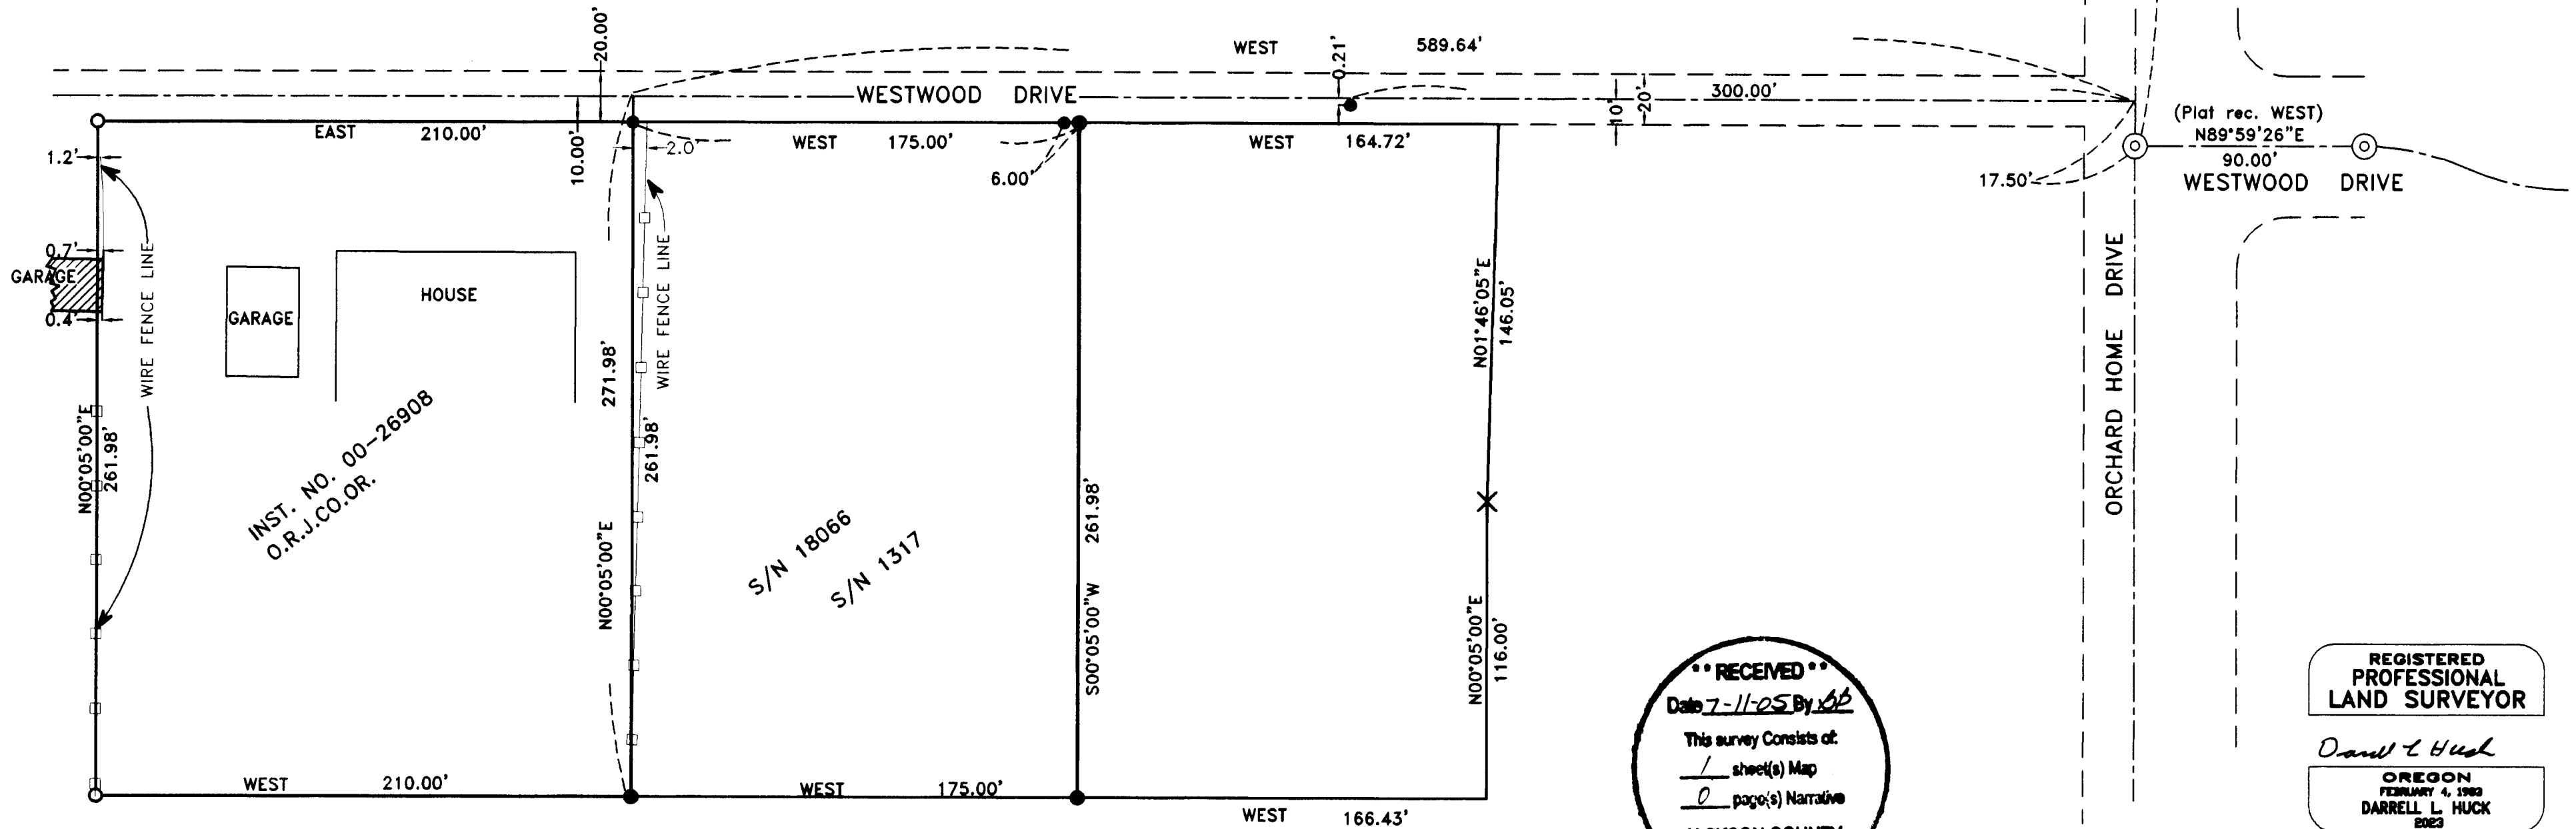 WEST 589.64'
20.00'
0.21'
WESTWOOD DRIVE
300.00'
10'
20'
(Plat rec. WEST)
N89°59'26"E
90.00'
WESTWOOD DRIVE
17.50'
EAST 210.00'
10.00'
2.0'
WEST 175.00'
6.00'
WEST 164.72'
1.2'
0.7'
GARAGE
0.4'
WIRE FENCE LINE
GARAGE
HOUSE
WIRE FENCE LINE
271.98'
261.98'
N00°05'00"E
N00°05'00"E
261.98'
INST. NO. 00-26908
O.R.J.CO.OR.
S/N 18066
S/N 1317
261.98'
S00°05'00"W
N01°46'05"E
146.05'
N00°05'00"E
116.00'
ORCHARD HOME DRIVE
WEST 210.00'
WEST 175.00'
WEST 166.43'
** RECEIVED **
Date 7-11-05 By
This survey Consists of:
1 sheet(s) Map
0 page(s) Narrative
JACKSON COUNTY
REGISTERED
PROFESSIONAL
LAND SURVEYOR
Darrell L Huck
OREGON
FEBRUARY 4, 1983
DARRELL L. HUCK
2023